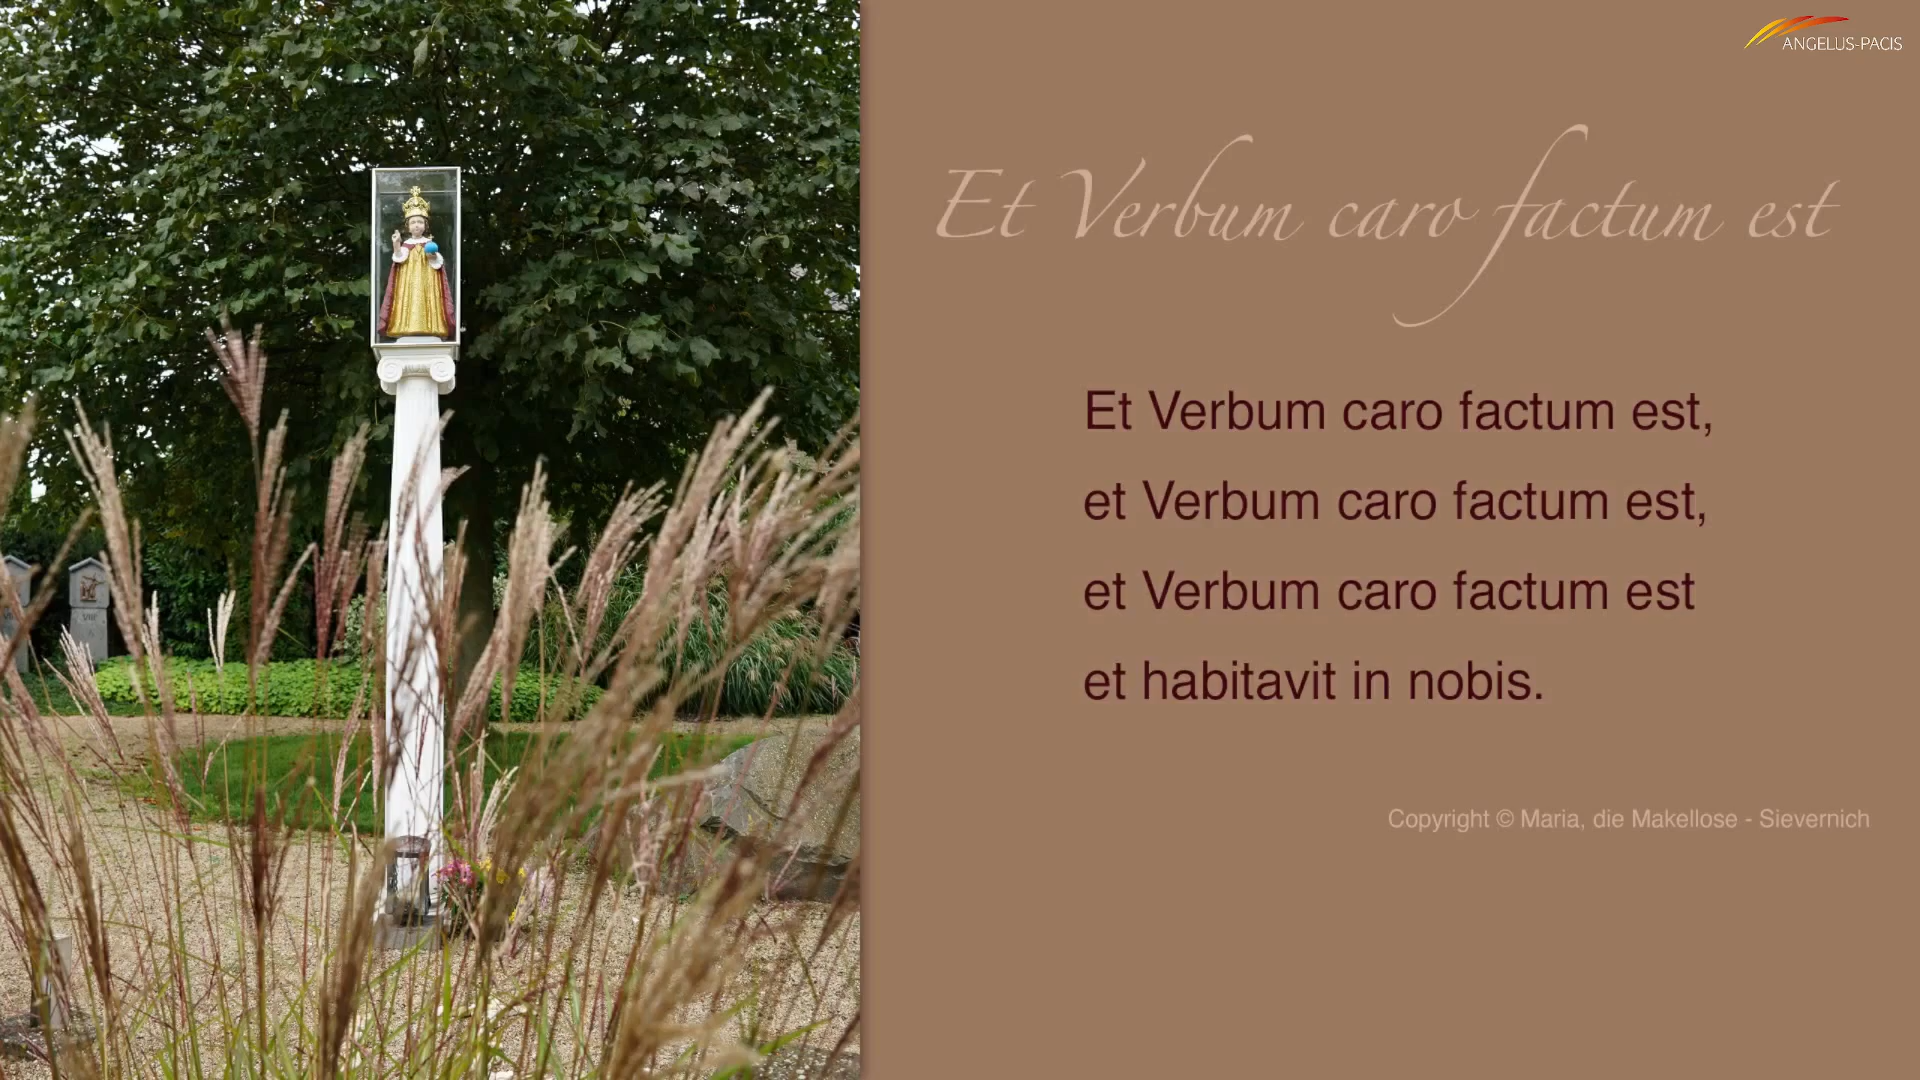 ANGELUS-PACIS
Et Verbum caro factum est
Et Verbum caro factum est,
et Verbum caro factum est,
et Verbum caro factum est
et habitavit in nobis.
Copyright © Maria, die Makellose - Sievernich